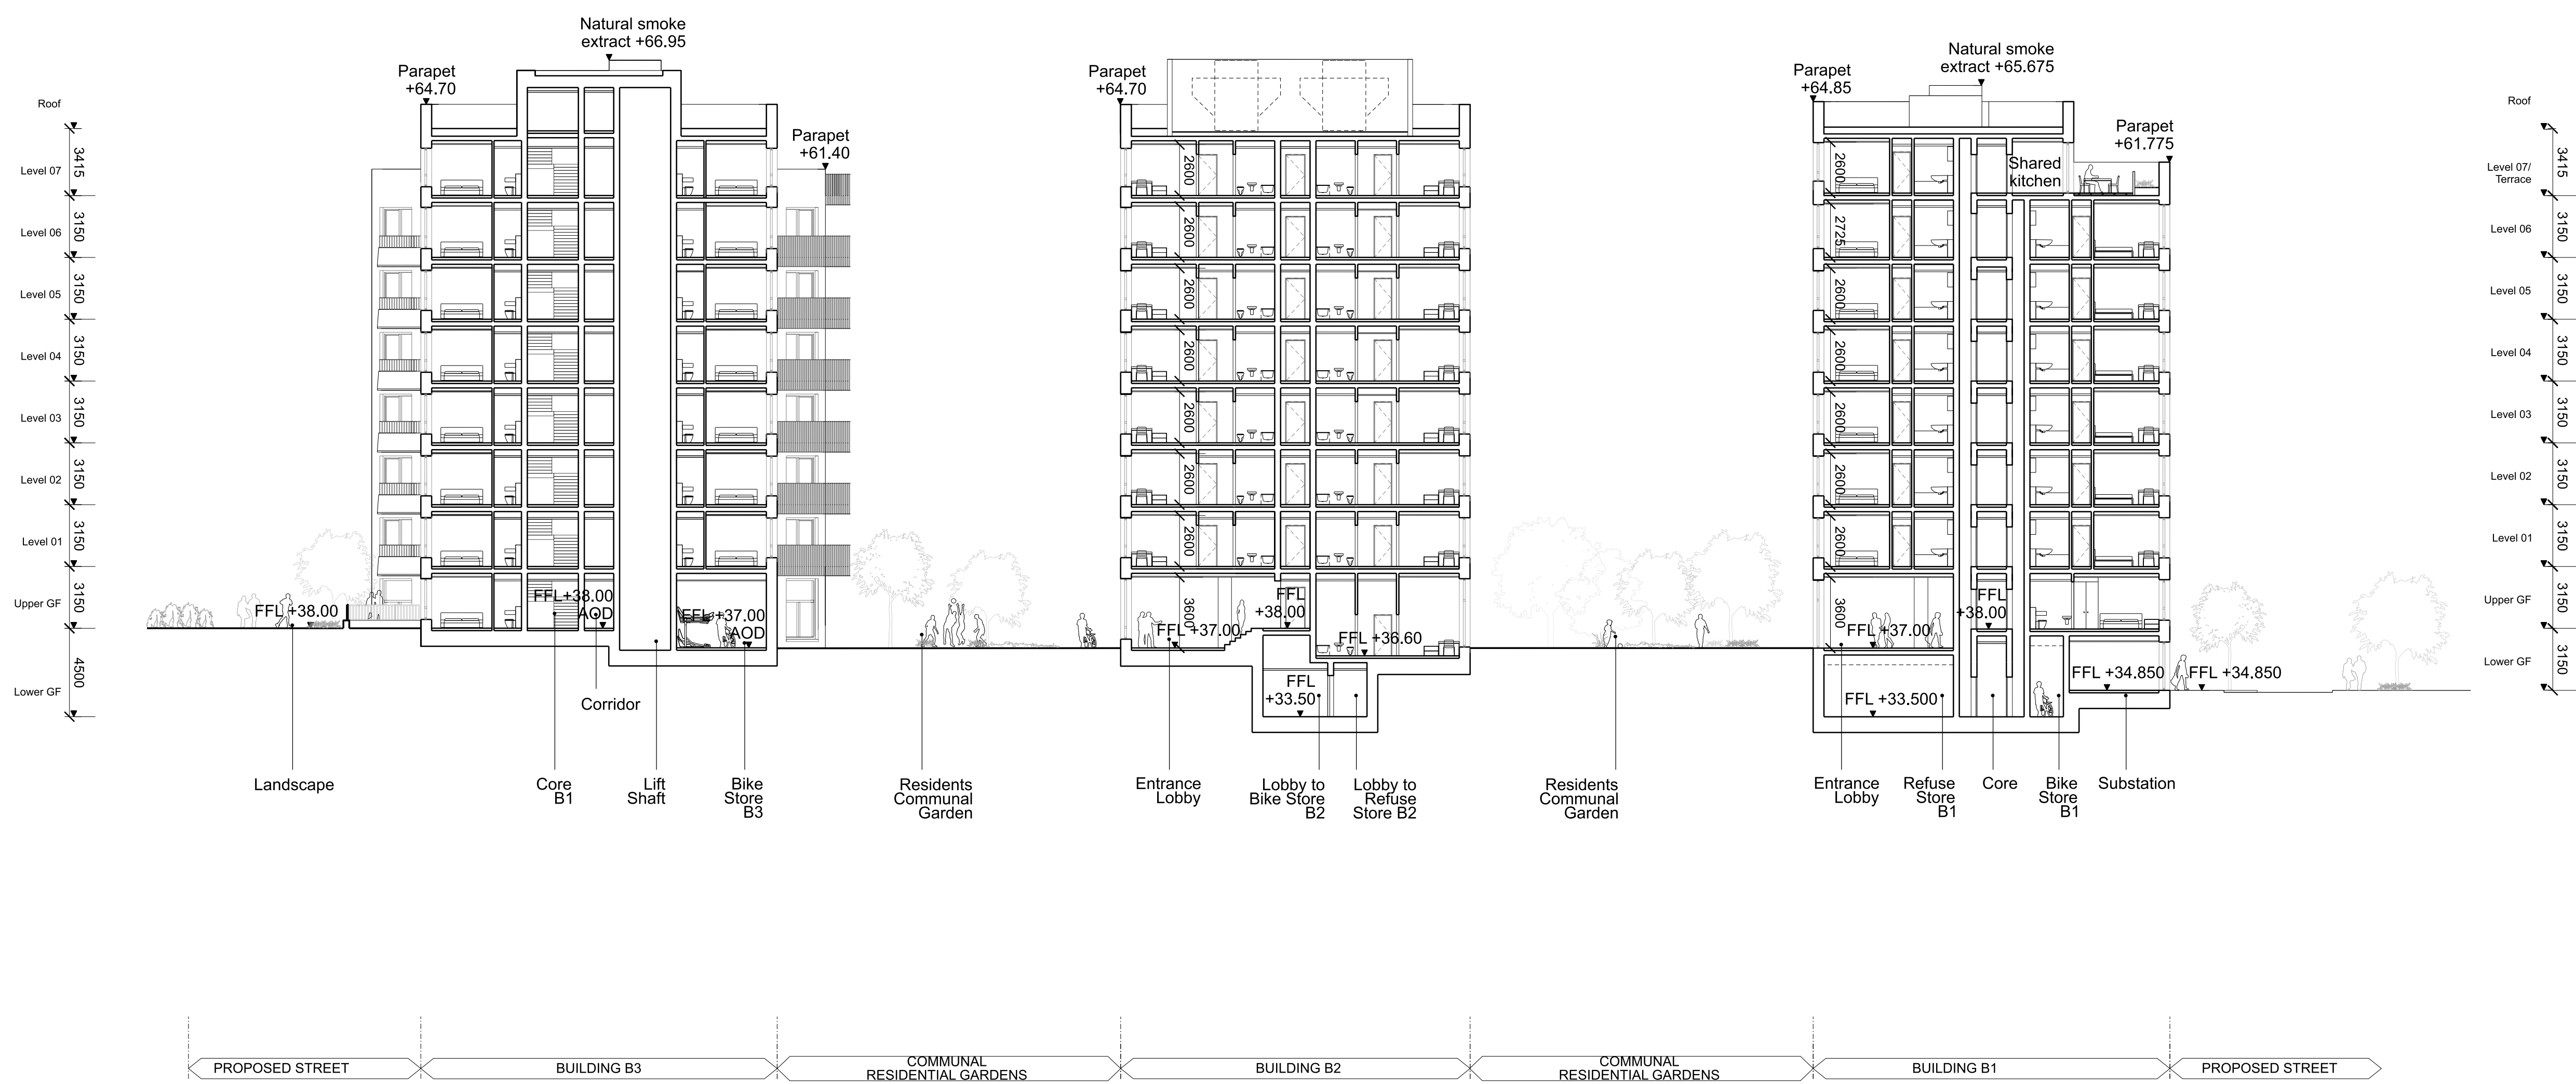 Natural smoke
extract +66.95
Parapet
+64.70
Parapet
+61.40
Parapet
+64.70
Parapet
+64.85
Natural smoke
extract +65.675
Parapet
+61.775
Roof
Level 07
Level 06
Level 05
Level 04
Level 03
Level 02
Level 01
Upper GF
Lower GF
3415
3150
3150
3150
3150
3150
3150
3150
4500
FFL +38.00
FFL+38.00
AOD
FFL +37.00
AOD
Corridor
2600
2600
2600
2600
2600
2600
2600
3600
FFL +37.00
FFL
+38.00
FFL +36.60
FFL
+33.50
2600
2725
2600
2600
2600
2600
2600
3600
Shared
kitchen
FFL +37.00
FFL
+38.00
FFL +33.500
FFL +34.850
FFL +34.850
Roof
Level 07/
Terrace
Level 06
Level 05
Level 04
Level 03
Level 02
Level 01
Upper GF
Lower GF
3415
3150
3150
3150
3150
3150
3150
3150
3150
Landscape
Core
B1
Lift
Shaft
Bike
Store
B3
Residents
Communal
Garden
Entrance
Lobby
Lobby to
Bike Store
B2
Lobby to
Refuse
Store B2
Residents
Communal
Garden
Entrance
Lobby
Refuse
Store
B1
Core
Bike
Store
B1
Substation
PROPOSED STREET
BUILDING B3
COMMUNAL
RESIDENTIAL GARDENS
BUILDING B2
COMMUNAL
RESIDENTIAL GARDENS
BUILDING B1
PROPOSED STREET